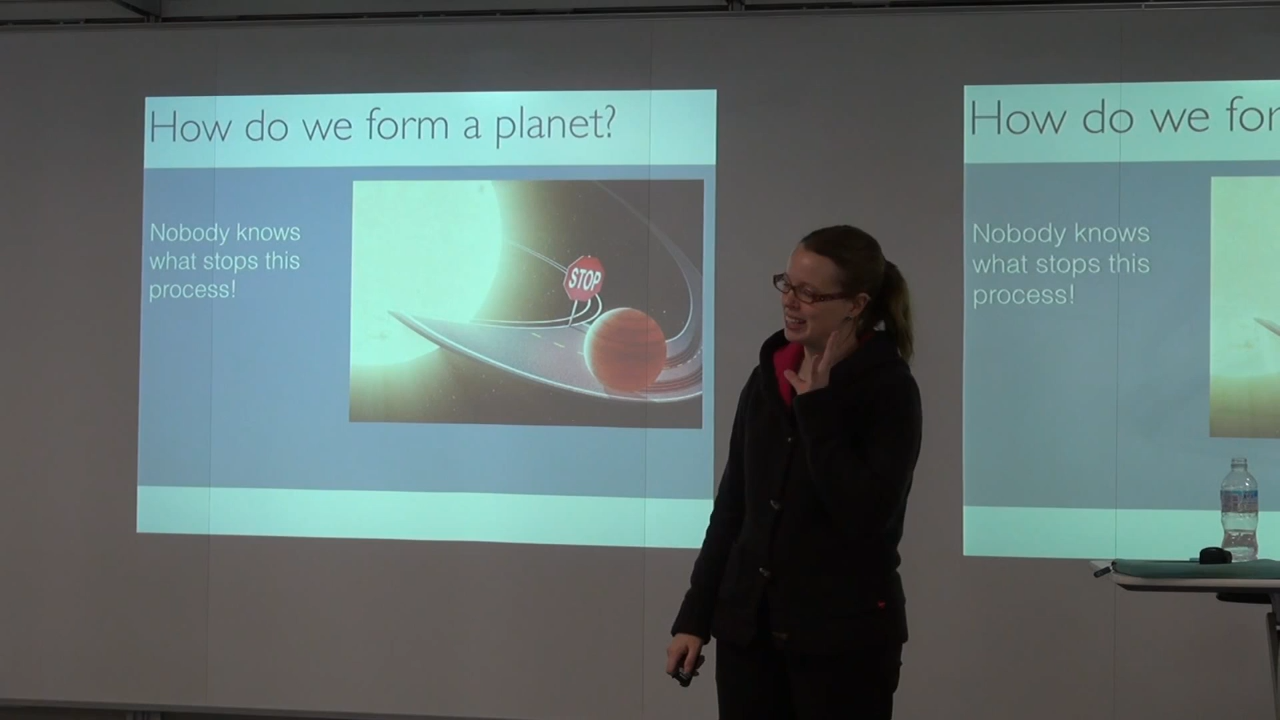 How do we form a planet?
Nobody knows
what stops this
process!
STOP
How do we for
Nobody knows
what stops this
process!